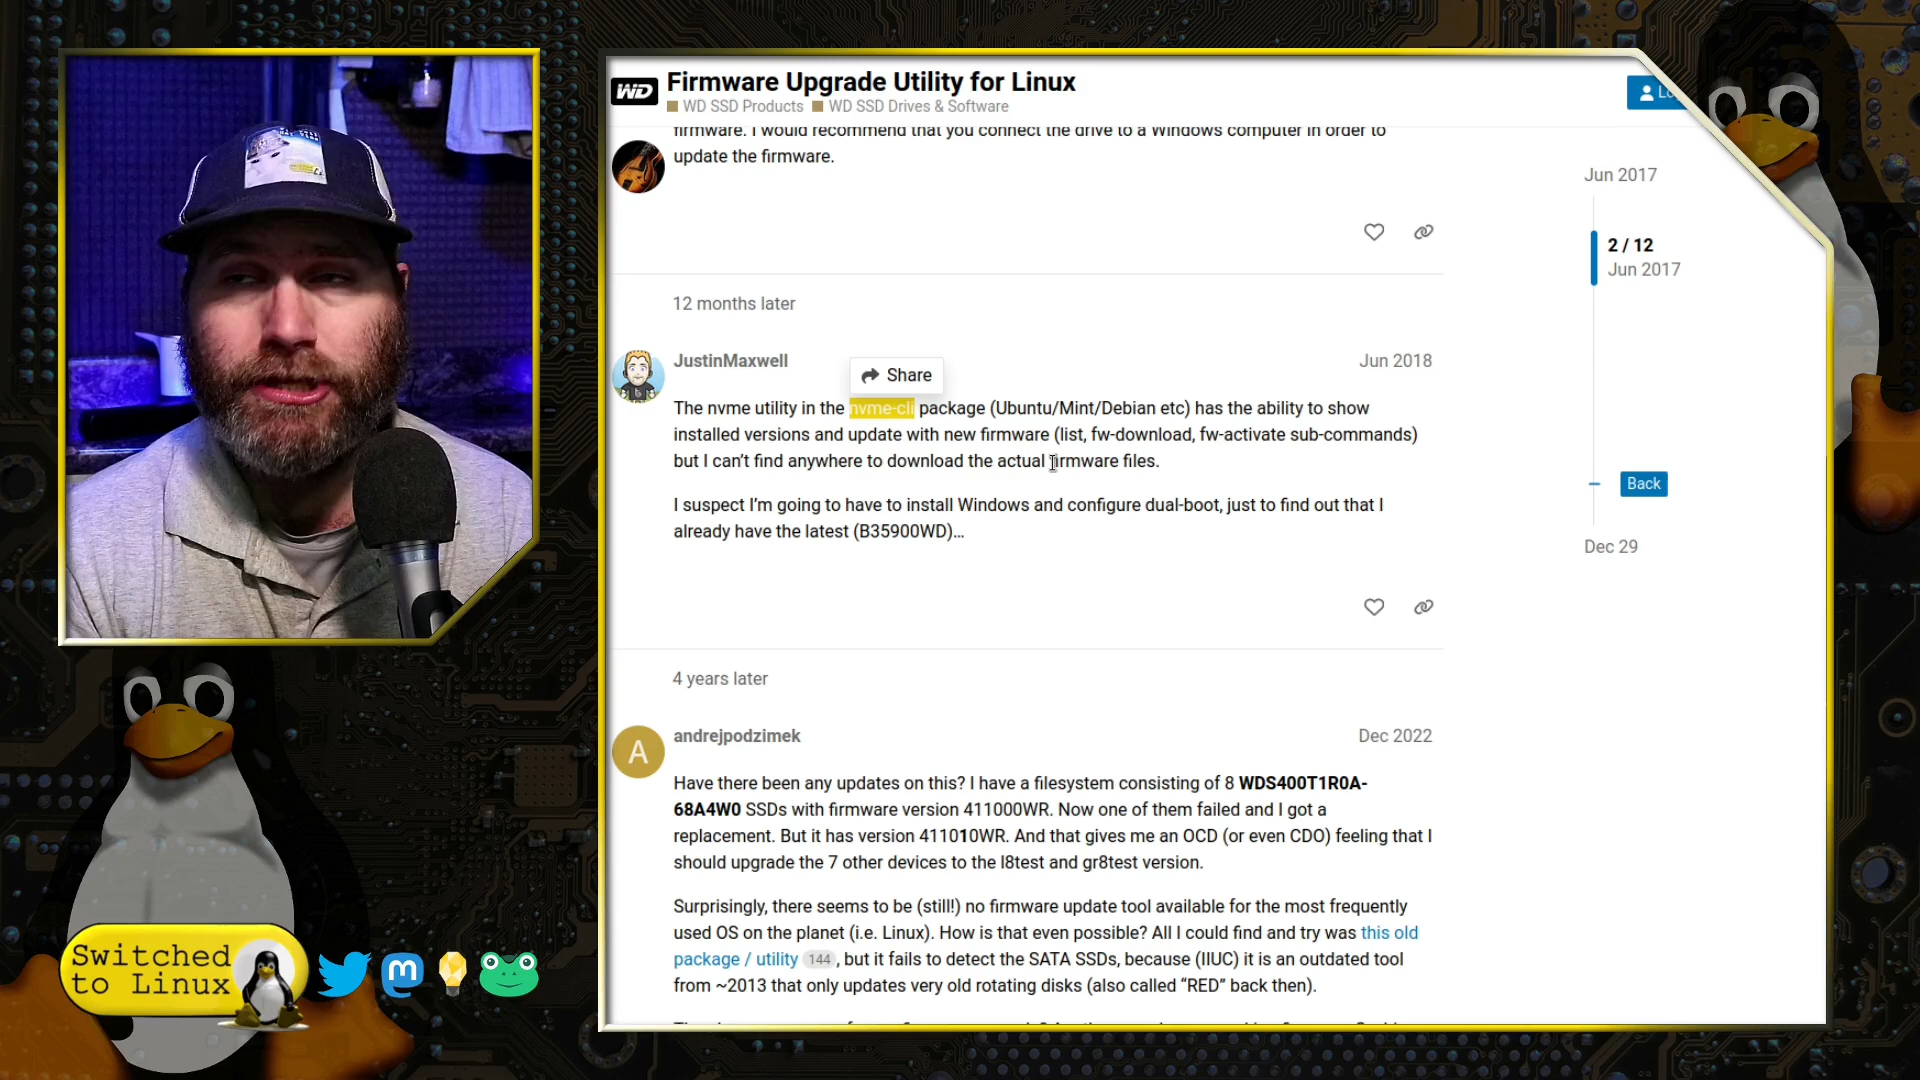 WD
Firmware Upgrade Utility for Linux
WD SSD Products WD SSD Drives & Software
firmware. I would recommend that you connect the drive to a Windows computer in order to
update the firmware.
Jun 2017
2 / 12
Jun 2017
Back
Dec 29
12 months later
JustinMaxwell
Share
Jun 2018
The nvme utility in the nvme-cli package (Ubuntu/Mint/Debian etc) has the ability to show
installed versions and update with new firmware (list, fw-download, fw-activate sub-commands)
but I can't find anywhere to download the actual firmware files.
I suspect I'm going to have to install Windows and configure dual-boot, just to find out that I
already have the latest (B35900WD)...
4 years later
A
andrejpodzimek
Dec 2022
Have there been any updates on this? I have a filesystem consisting of 8 WDS400T1R0A-
68A4W0 SSDs with firmware version 411000WR. Now one of them failed and I got a
replacement. But it has version 411010WR. And that gives me an OCD (or even CDO) feeling that I
should upgrade the 7 other devices to the l8test and gr8test version.
Surprisingly, there seems to be (still!) no firmware update tool available for the most frequently
used OS on the planet (i.e. Linux). How is that even possible? All I could find and try was this old
package / utility 144, but it fails to detect the SATA SSDs, because (IIUC) it is an outdated tool
from ~2013 that only updates very old rotating disks (also called "RED" back then).
Switched
to Linux
m